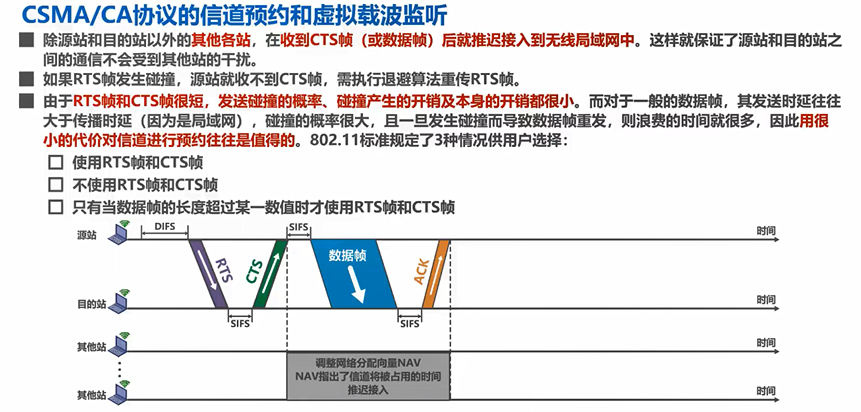 CSMA/CA协议的信道预约和虚拟载波监听
除源站和目的站以外的其他各站，在收到CTS帧（或数据帧）后就推迟接入到无线局域网中。这样就保证了源站和目的站之
间的通信不会受到其他站的干扰。
如果RTS帧发生碰撞，源站就收不到CTS帧，需执行退避算法重传RTS帧。
由于RTS帧和CTS帧很短，发送碰撞的概率、碰撞产生的开销及本身的开销都很小。而对于一般的数据帧，其发送时延往往
大于传播时延（因为是局域网），碰撞的概率很大，且一旦发生碰撞而导致数据帧重发，则浪费的时间就很多，因此用很
小的代价对信道进行预约往往是值得的。802.11标准规定了3种情况供用户选择：
使用RTS帧和CTS帧
不使用RTS帧和CTS帧
只有当数据帧的长度超过某一数值时才使用RTS帧和CTS帧
源站
DIFS
SIFS
时间
RTS
CTS
数据帧
ACK
目的站
SIFS
SIFS
时间
其他站
时间
调整网络分配向量NAV
NAV指出了信道将被占用的时间
推迟接入
其他站
时间